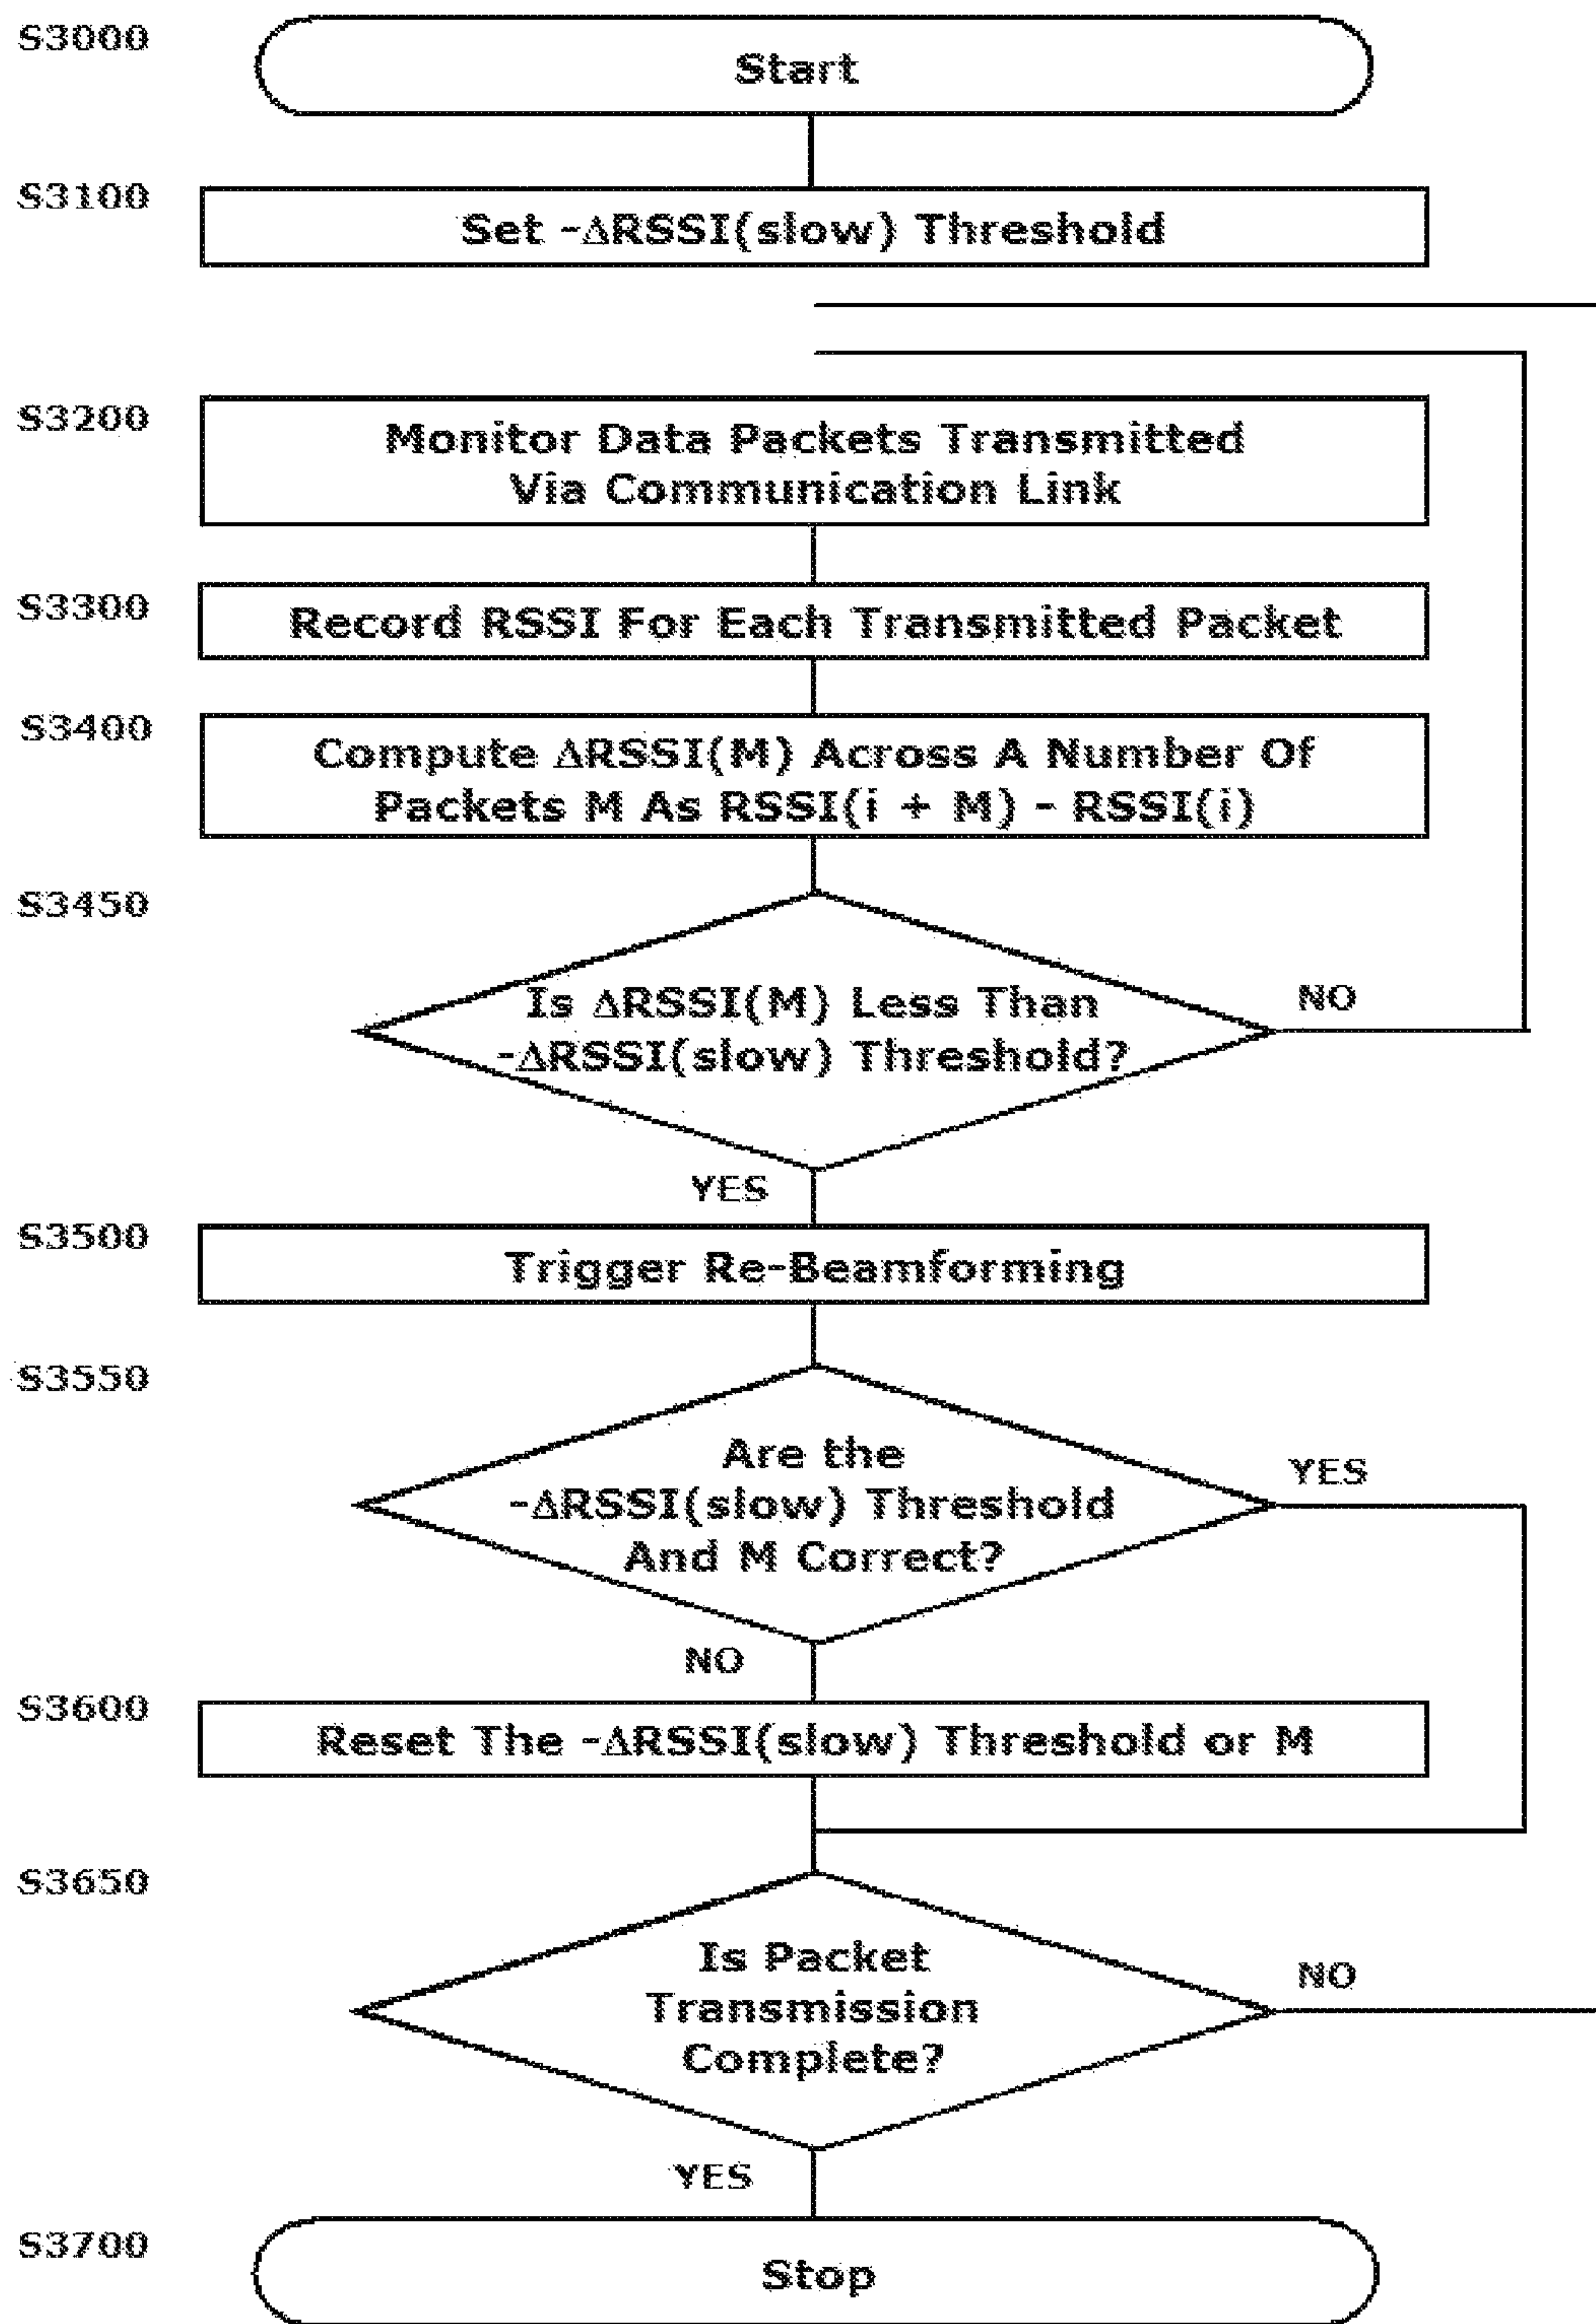 S3000
Start
S3100
Set -ΔRSSI(slow) Threshold
S3200
Monitor Data Packets Transmitted
Via Communication Link
S3300
Record RSSI For Each Transmitted Packet
S3400
Compute ΔRSSI(M) Across A Number Of
Packets M As RSSI(i + M) - RSSI(i)
S3450
Is ΔRSSI(M) Less Than
-ΔRSSI(slow) Threshold?
NO
YES
S3500
Trigger Re-Beamforming
S3550
Are the
-ΔRSSI(slow) Threshold
And M Correct?
YES
NO
S3600
Reset The -ΔRSSI(slow) Threshold or M
S3650
Is Packet
Transmission
Complete?
NO
YES
S3700
Stop